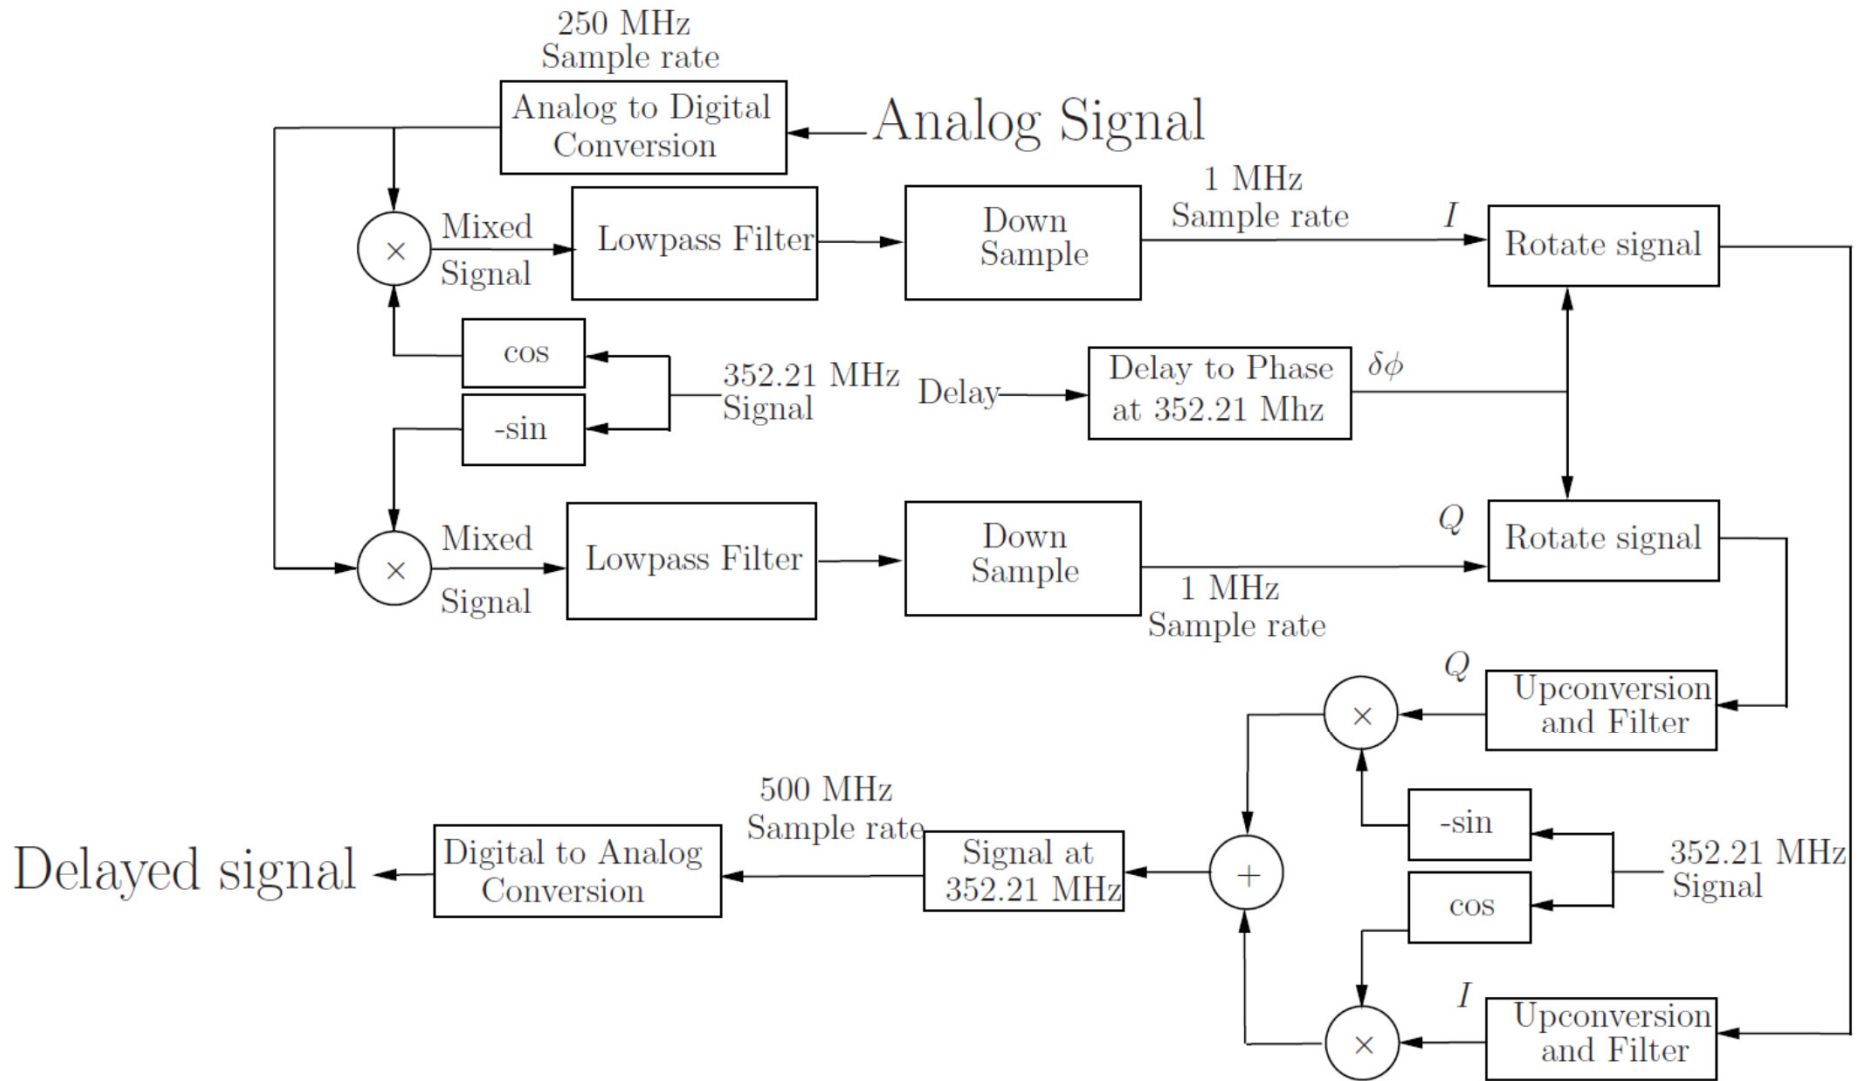 250 MHz
Sample rate
Analog to Digital
Conversion
Analog Signal
Mixed
Signal
×
Lowpass Filter
Down
Sample
1 MHz
Sample rate
I
Rotate signal
cos
-sin
352.21 MHz
Signal
Delay
Delay to Phase
at 352.21 Mhz
δϕ
Mixed
Signal
×
Lowpass Filter
Down
Sample
1 MHz
Sample rate
Q
Rotate signal
Q
Upconversion
and Filter
×
-sin
cos
352.21 MHz
Signal
Delayed signal
Digital to Analog
Conversion
500 MHz
Sample rate
Signal at
352.21 MHz
+
×
I
Upconversion
and Filter